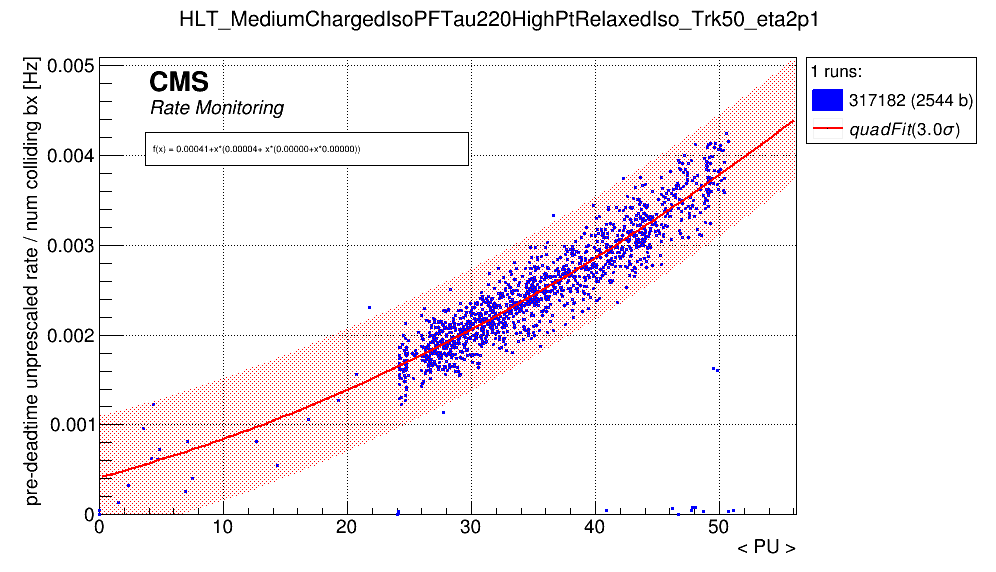 HLT_MediumChargedIsoPFTau220HighPtRelaxedIso_Trk50_eta2p1
pre-deadtime unprescaled rate / num colliding bx [Hz]
CMS
Rate Monitoring
f(x) = 0.00041+x*(0.00004+ x*(0.00000+x*0.00000))
1 runs:
317182 (2544 b)
quadFit(3.0σ)
0.005
0.004
0.003
0.002
0.001
0
0 10 20 30 40 50
< PU >